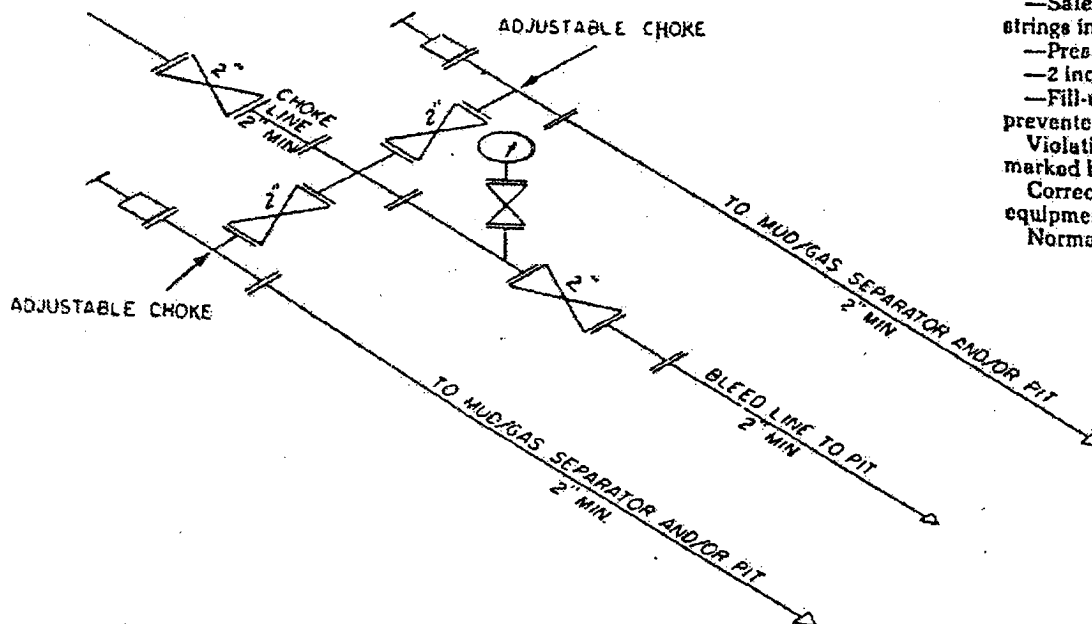 ADJUSTABLE CHOKE
2"
CHOKE
LINE
2" MIN.
2"
2"
ADJUSTABLE CHOKE
2"
TO MUD/GAS SEPARATOR AND/OR PIT
2" MIN.
BLEED LINE TO PIT
2" MIN
TO MUD/GAS SEPARATOR AND/OR PIT
2" MIN.
strings in
—2 inc
—Fill-
prevente
Violati
marked b
Correc
equipme
Norma